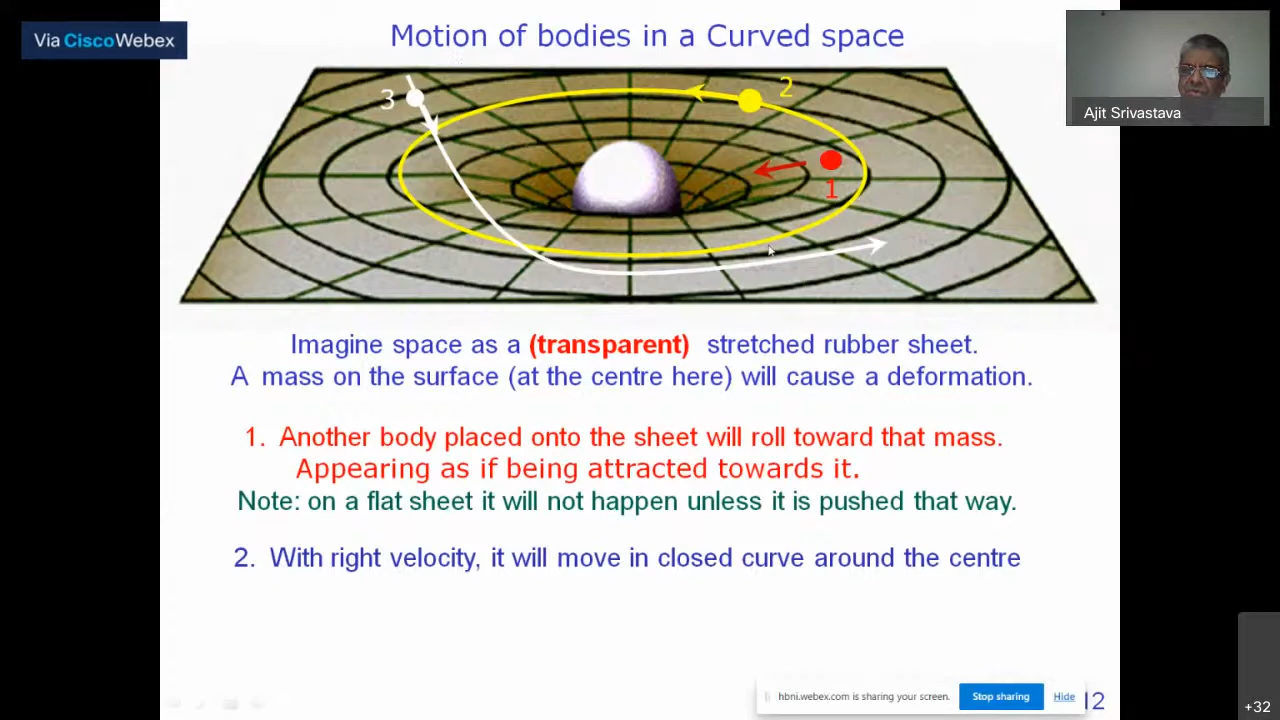 Via CiscoWebex
Motion of bodies in a Curved space
Ajit Srivastava
3
2
1
Imagine space as a (transparent) stretched rubber sheet.
A mass on the surface (at the centre here) will cause a deformation.
1. Another body placed onto the sheet will roll toward that mass.
Appearing as if being attracted towards it.
Note: on a flat sheet it will not happen unless it is pushed that way.
2. With right velocity, it will move in closed curve around the centre
hbni.webex.com is sharing your screen. Stop sharing Hide
12
+32